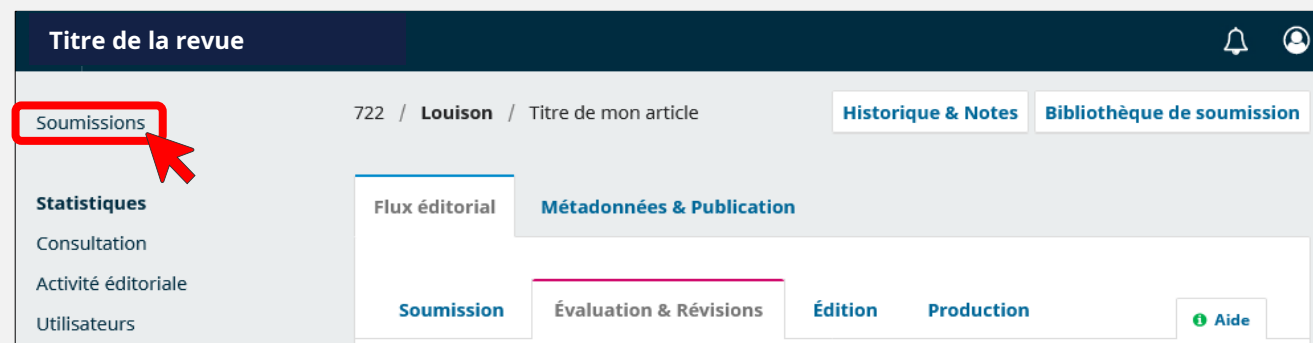 Titre de la revue
Soumissions
722 / Louison / Titre de mon article
Historique & Notes
Bibliothèque de soumission
Statistiques
Consultation
Activité éditoriale
Utilisateurs
Flux éditorial
Métadonnées & Publication
Soumission
Évaluation & Révisions
Édition
Production
Aide